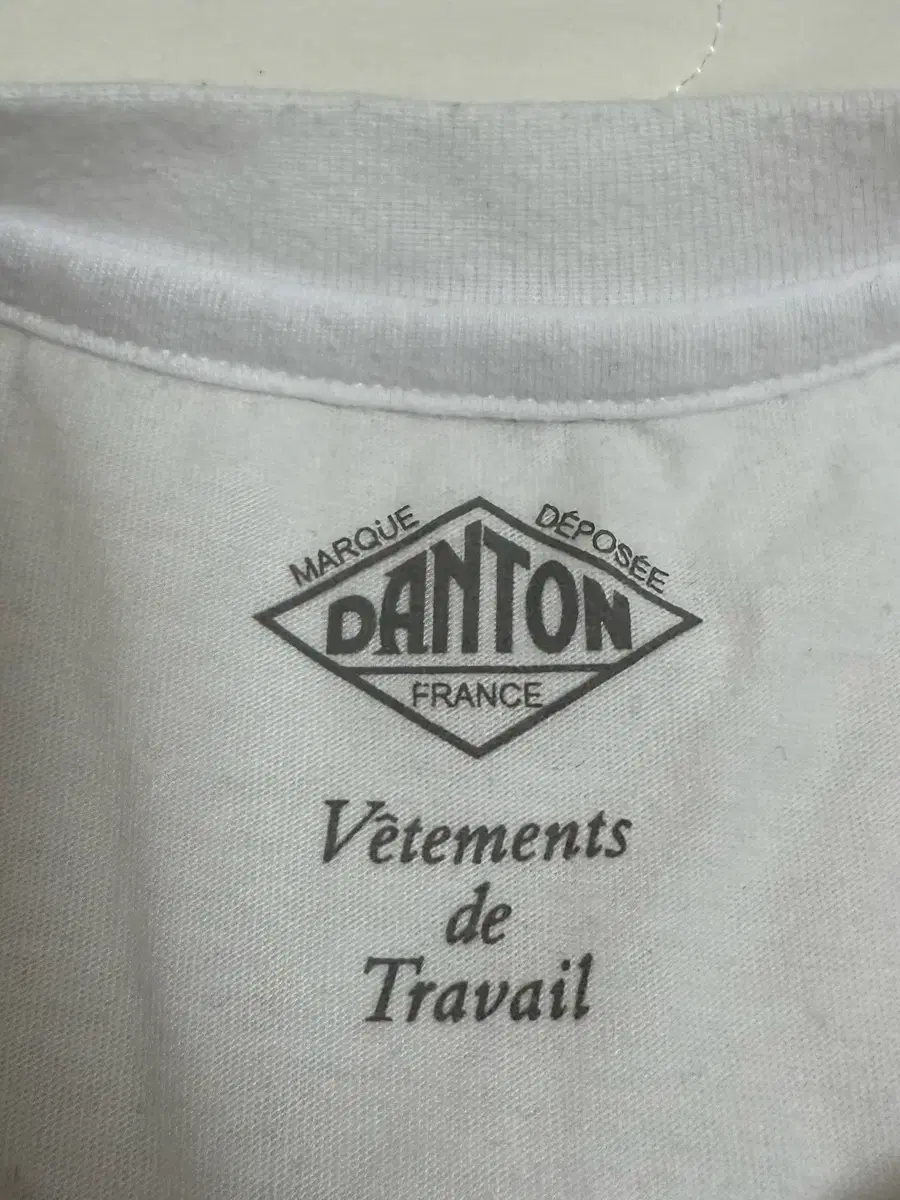 MARQUE DÉPOSÉE
DANTON
FRANCE
Vêtements
de
Travail